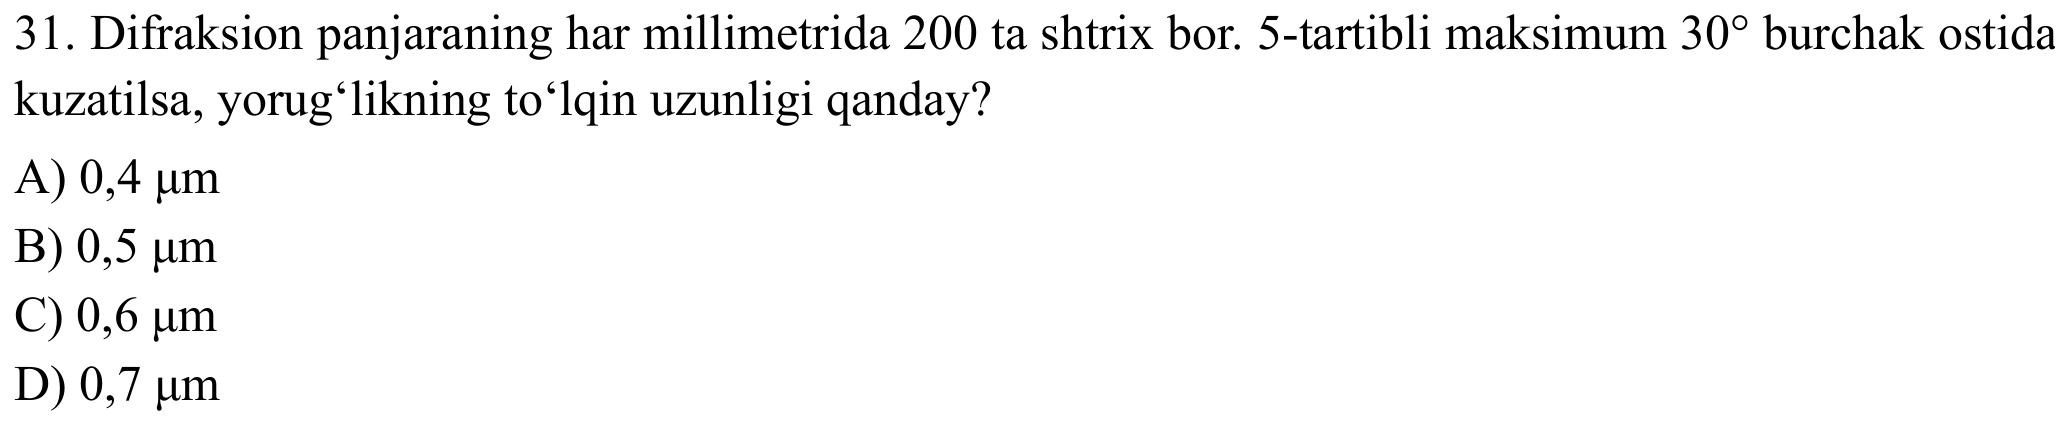 31. Difraksion panjaraning har millimetrida 200 ta shtrix bor. 5-tartibli maksimum 30° burchak ostida
kuzatilsa, yorug‘likning to‘lqin uzunligi qanday?
A) 0,4 μm
B) 0,5 μm
C) 0,6 μm
D) 0,7 μm